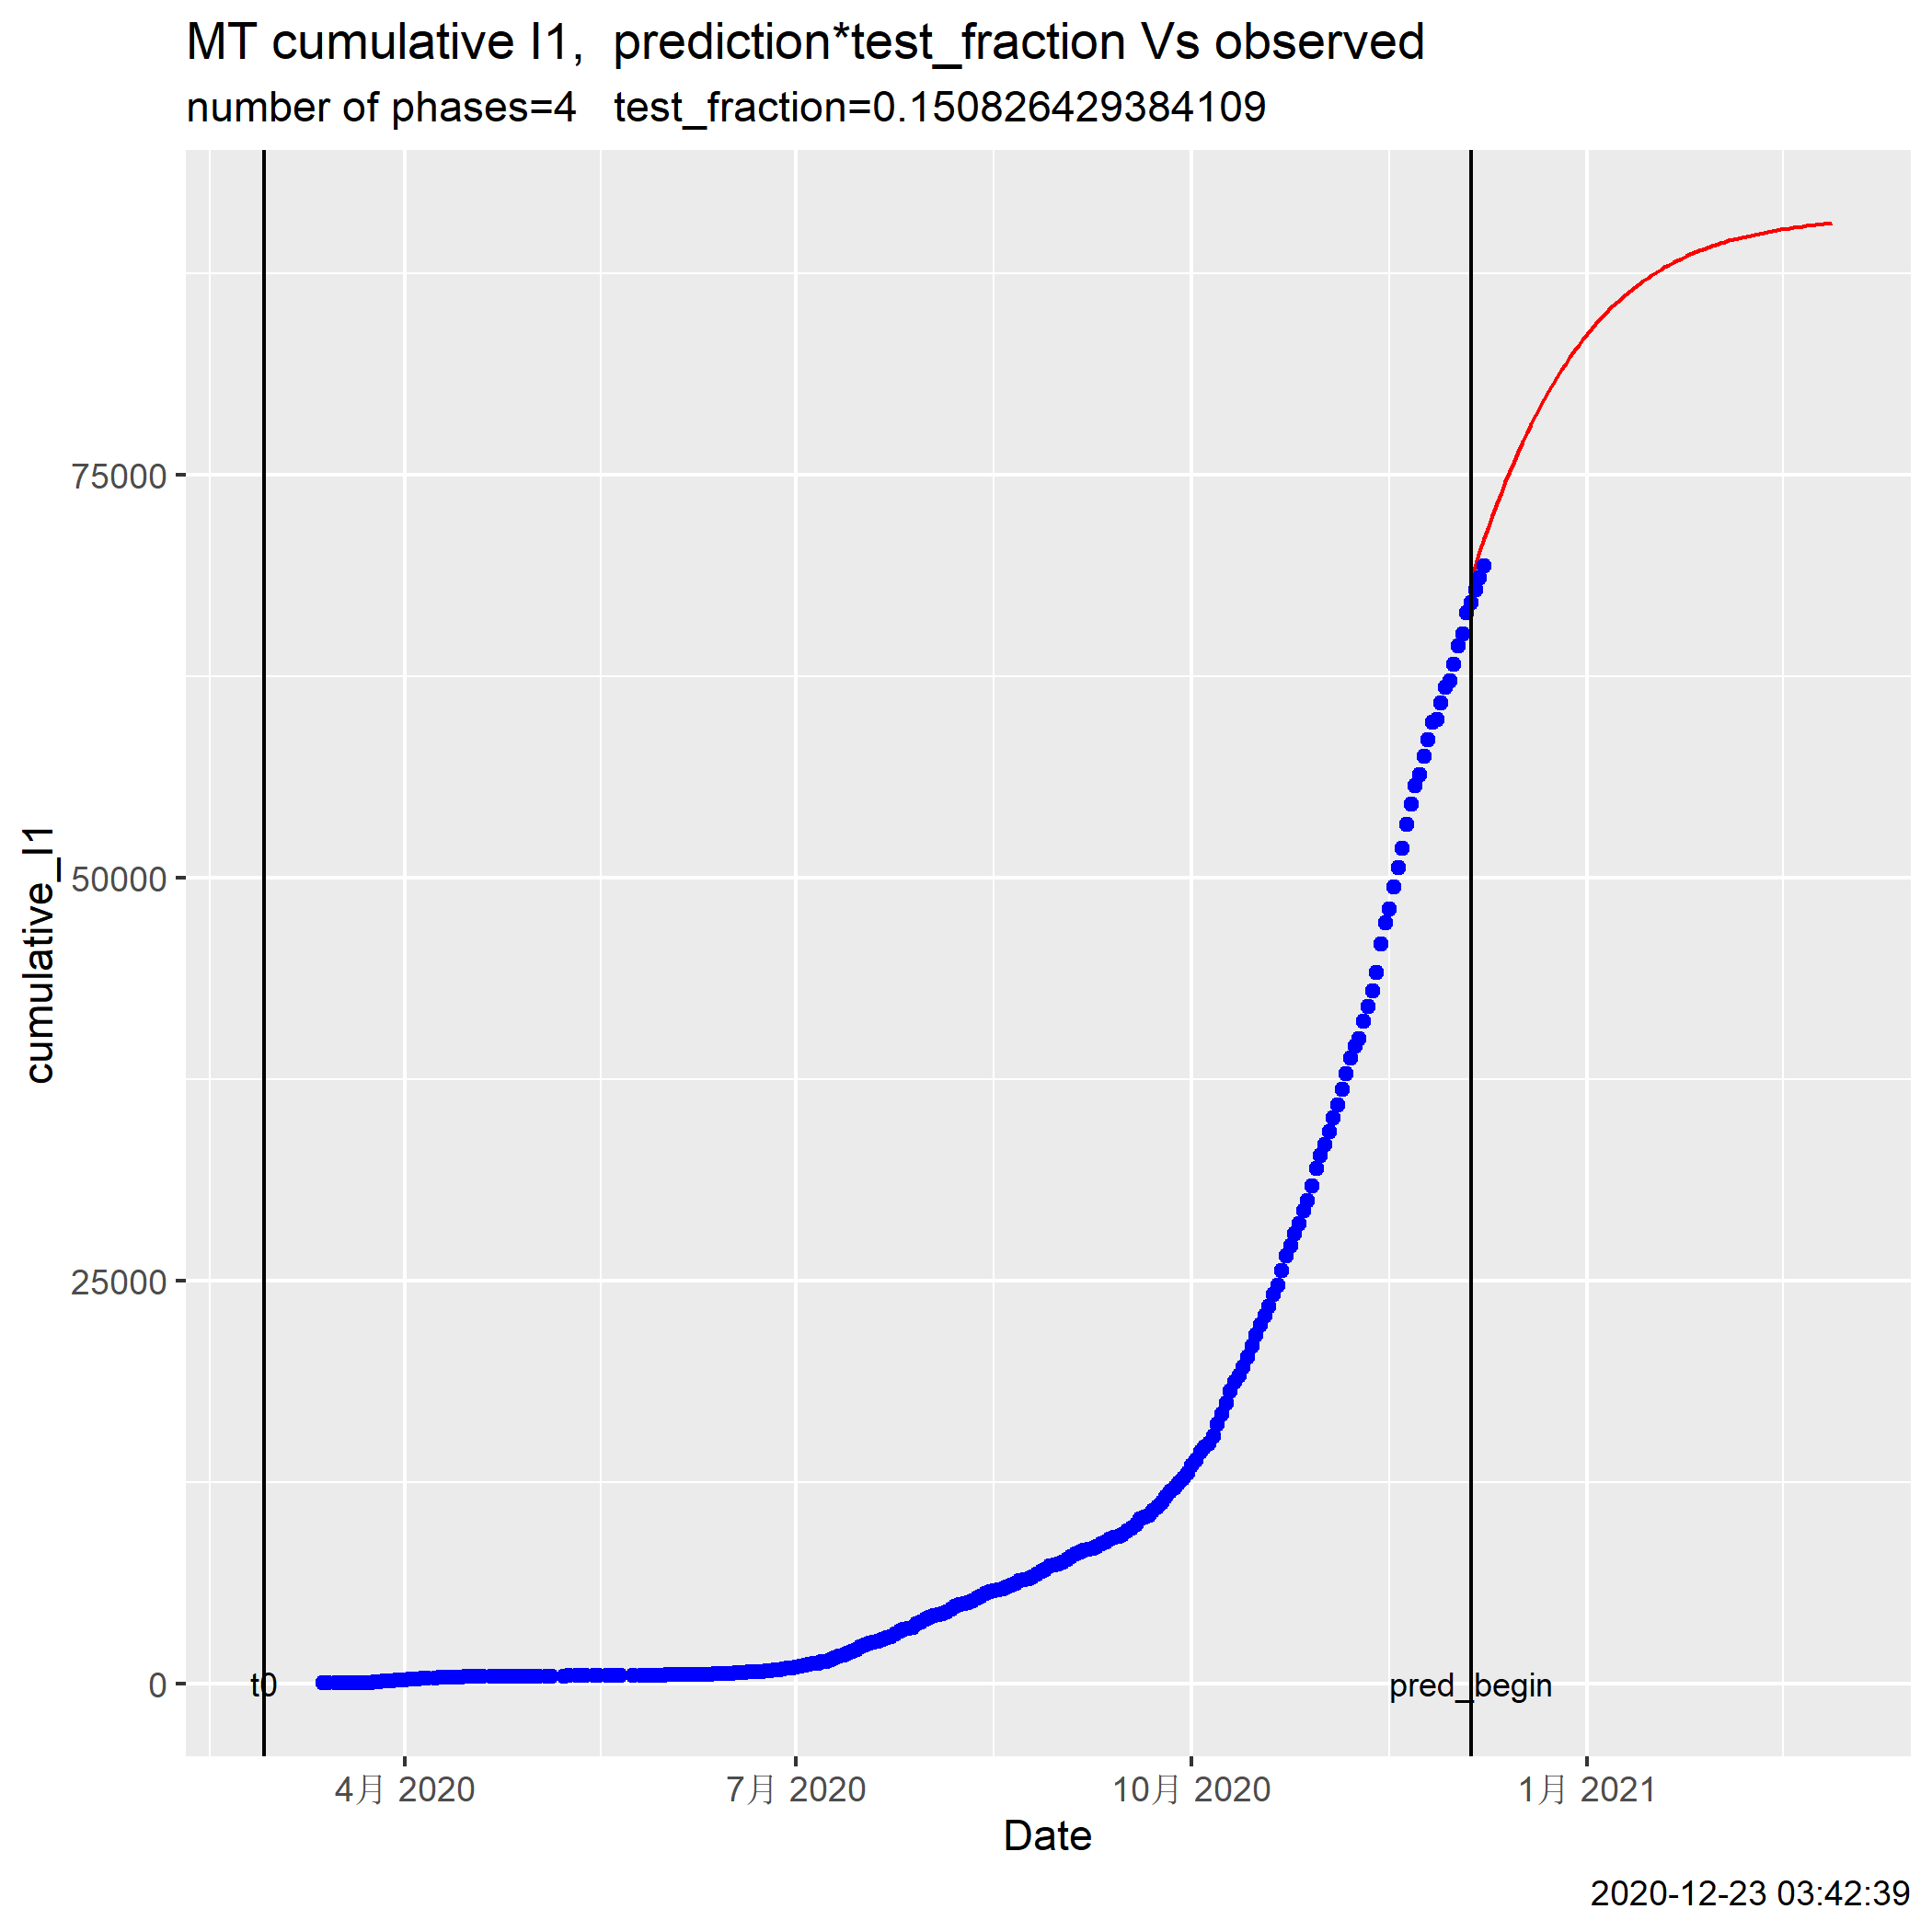 MT cumulative I1,  prediction*test_fraction Vs observed
number of phases=4   test_fraction=0.150826429384109
cumulative_I1
75000
50000
25000
0
t0
pred_begin
4月 2020
7月 2020
10月 2020
1月 2021
Date
2020-12-23 03:42:39